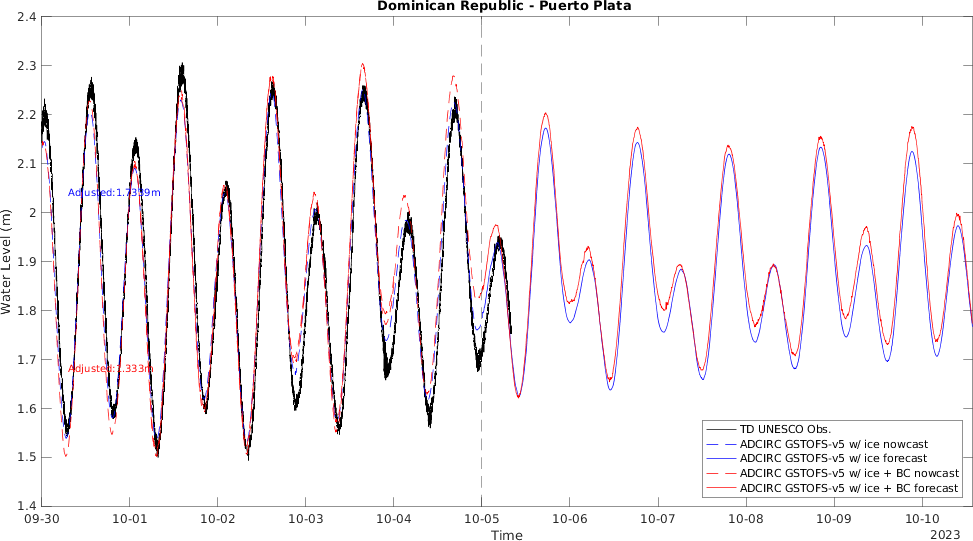 Dominican Republic - Puerto Plata
2.4
2.3
2.2
2.1
2
1.9
1.8
1.7
1.6
1.5
1.4
Water Level (m)
Adjusted:1.7339m
Adjusted:1.333m
TD UNESCO Obs.
ADCIRC GSTOFS-v5 w/ ice nowcast
ADCIRC GSTOFS-v5 w/ ice forecast
ADCIRC GSTOFS-v5 w/ ice + BC nowcast
ADCIRC GSTOFS-v5 w/ ice + BC forecast
09-30 10-01 10-02 10-03 10-04 10-05 10-06 10-07 10-08 10-09 10-10
Time
2023